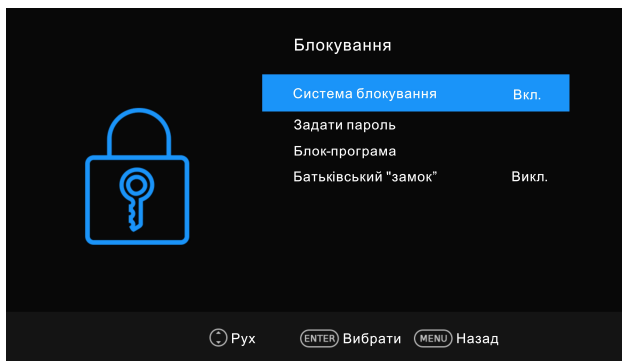 Блокування
Система блокування Вкл.
Задати пароль
Блок-програма
Батьківський "замок” Викл.
Рух ENTER Вибрати MENU Назад